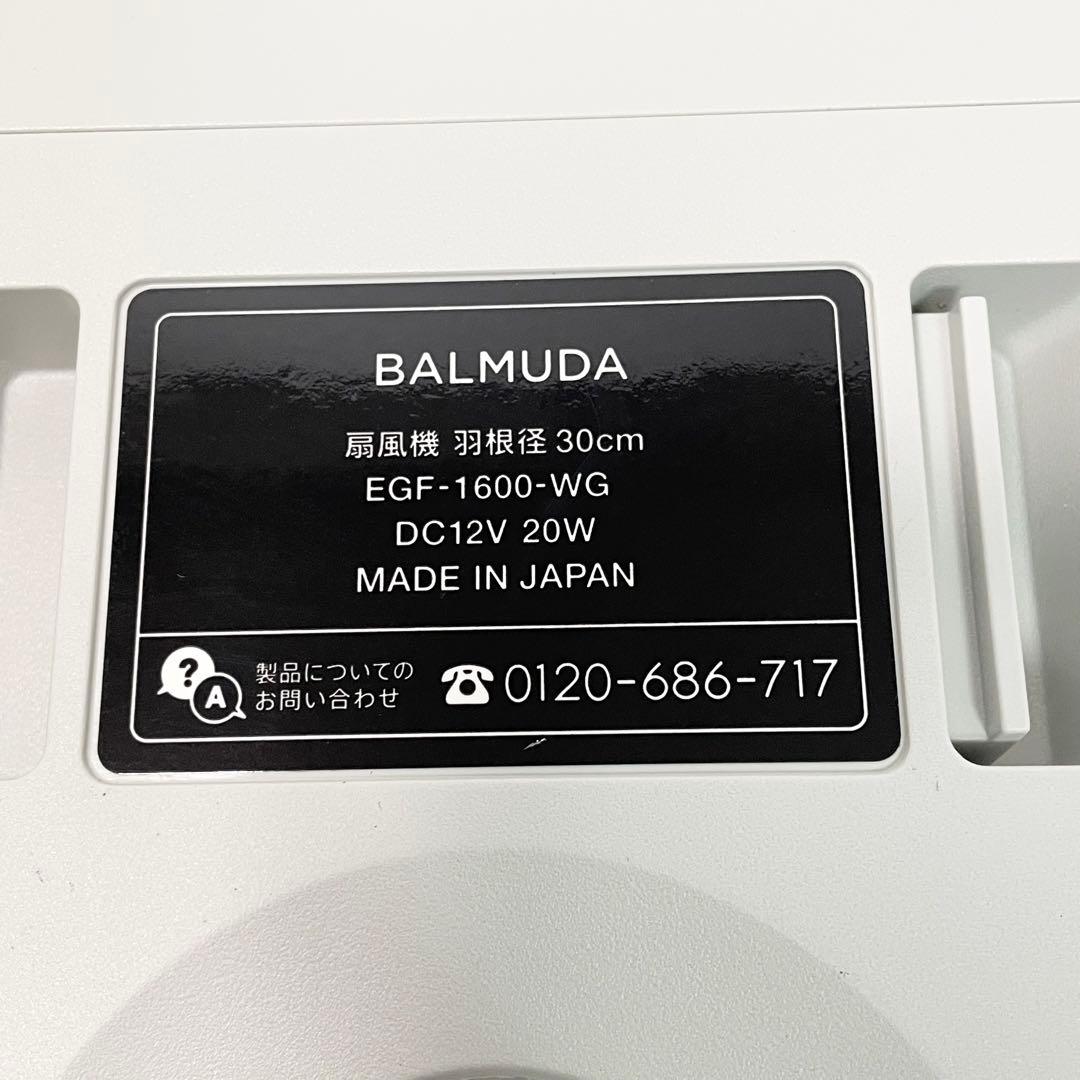 BALMUDA
扇風機 羽根径 30cm
EGF-1600-WG
DC12V 20W
MADE IN JAPAN
? A
製品についての
お問い合わせ
0120-686-717